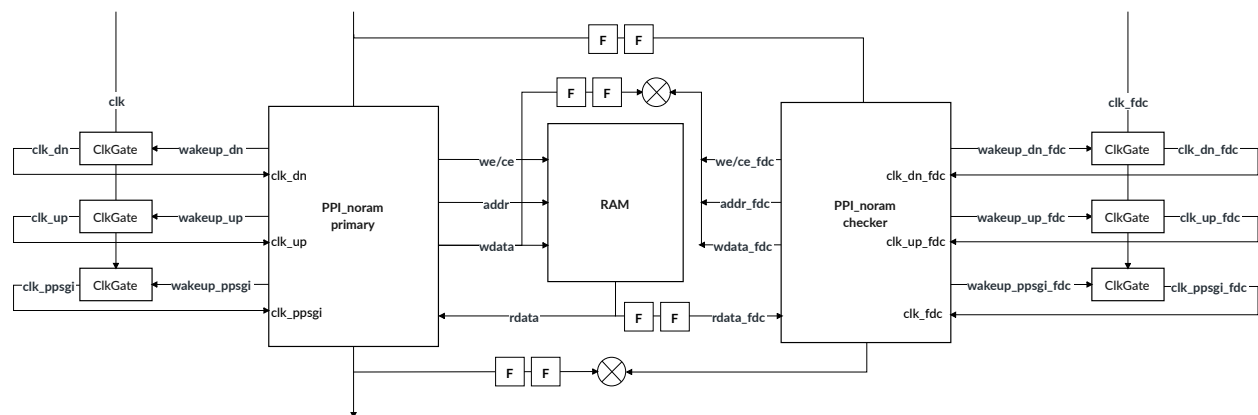 F F
F F
clk
clk_fdc
clk_dn
ClkGate
wakeup_dn
clk_dn
we/ce
we/ce_fdc
wakeup_dn_fdc
ClkGate
clk_dn_fdc
clk_dn_fdc
clk_up
ClkGate
wakeup_up
clk_up
PPI_noram
primary
addr
RAM
addr_fdc
PPI_noram
checker
wakeup_up_fdc
ClkGate
clk_up_fdc
clk_up_fdc
wdata
wdata_fdc
clk_ppsgi
ClkGate
wakeup_ppsgi
clk_ppsgi
wakeup_ppsgi_fdc
ClkGate
clk_ppsgi_fdc
clk_fdc
rdata
F F
rdata_fdc
F F